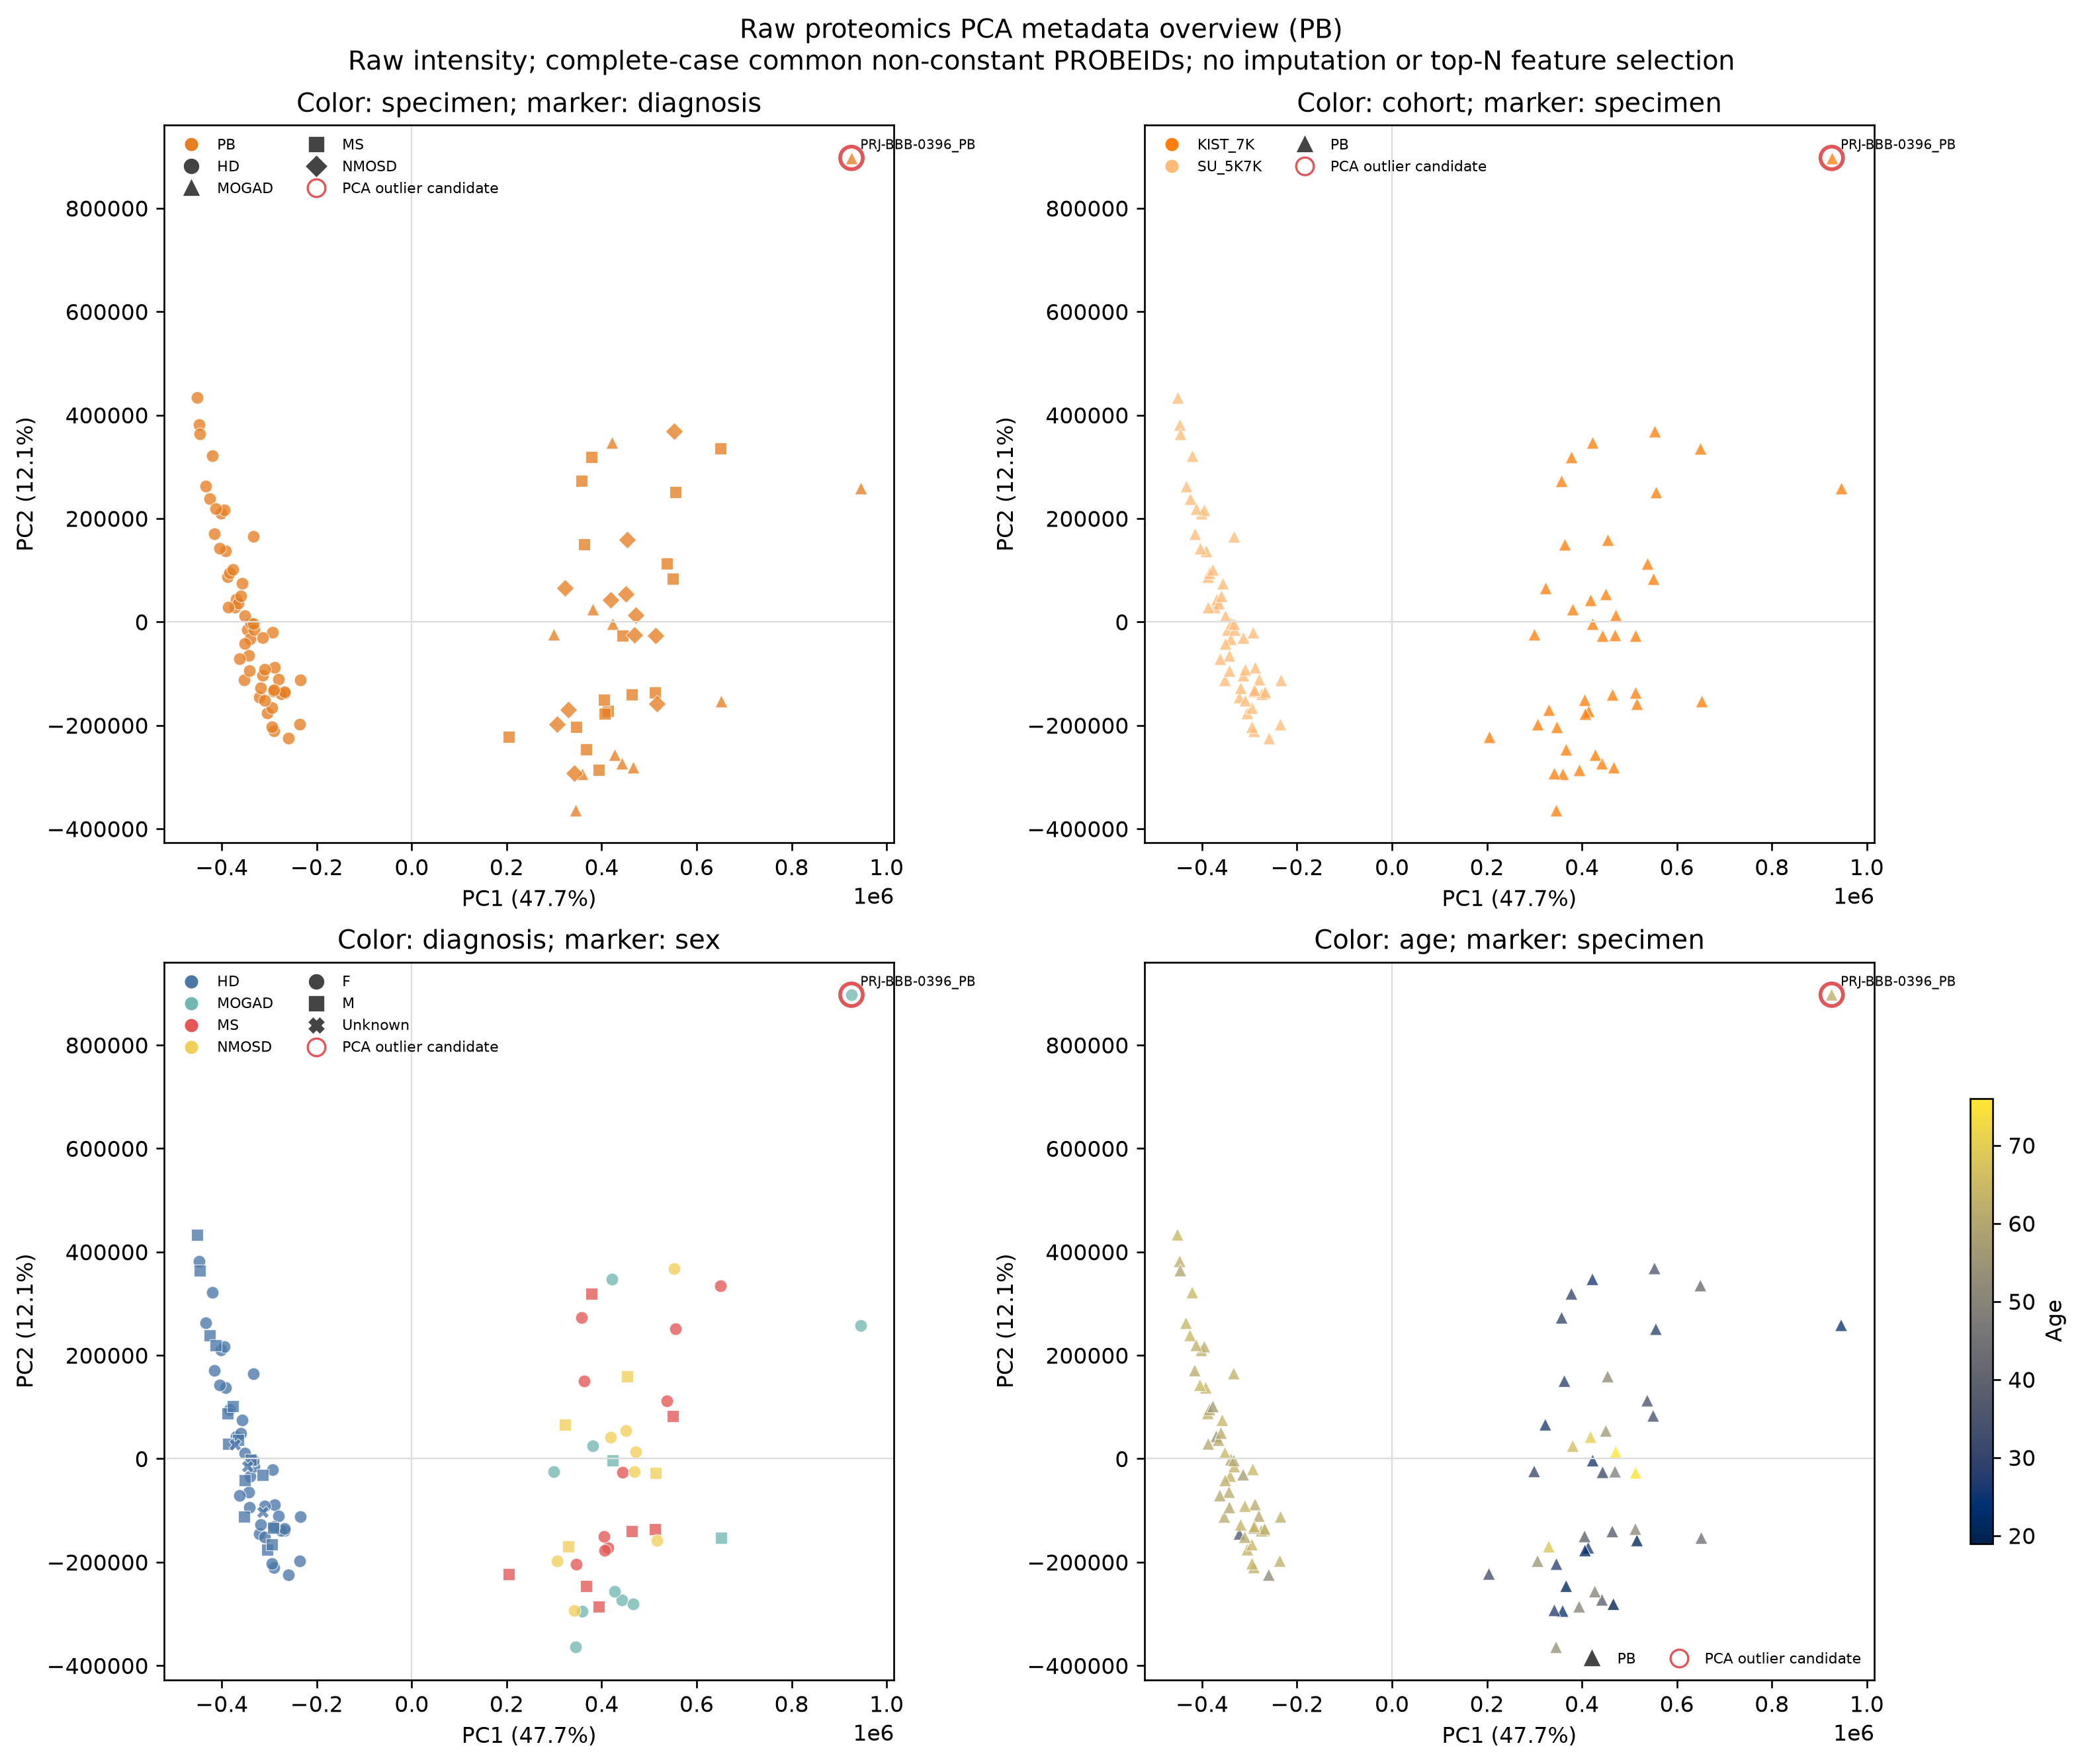 Raw proteomics PCA metadata overview (PB)
Raw intensity; complete-case common non-constant PROBEIDs; no imputation or top-N feature selection
Color: specimen; marker: diagnosis
PB
HD
MOGAD
MS
NMOSD
PCA outlier candidate
PRJ-BBB-0396_PB
800000
600000
400000
200000
0
−200000
−400000
PC2 (12.1%)
−0.4 −0.2 0.0 0.2 0.4 0.6 0.8 1.0
1e6
PC1 (47.7%)
Color: cohort; marker: specimen
KIST_7K
SU_5K7K
PB
PCA outlier candidate
PRJ-BBB-0396_PB
800000
600000
400000
200000
0
−200000
−400000
PC2 (12.1%)
−0.4 −0.2 0.0 0.2 0.4 0.6 0.8 1.0
1e6
PC1 (47.7%)
Color: diagnosis; marker: sex
HD
MOGAD
MS
NMOSD
F
M
Unknown
PCA outlier candidate
PRJ-BBB-0396_PB
800000
600000
400000
200000
0
−200000
−400000
PC2 (12.1%)
−0.4 −0.2 0.0 0.2 0.4 0.6 0.8 1.0
1e6
PC1 (47.7%)
Color: age; marker: specimen
PRJ-BBB-0396_PB
800000
600000
400000
200000
0
−200000
−400000
PC2 (12.1%)
PB
PCA outlier candidate
−0.4 −0.2 0.0 0.2 0.4 0.6 0.8 1.0
1e6
PC1 (47.7%)
70
60
50
40
30
20
Age